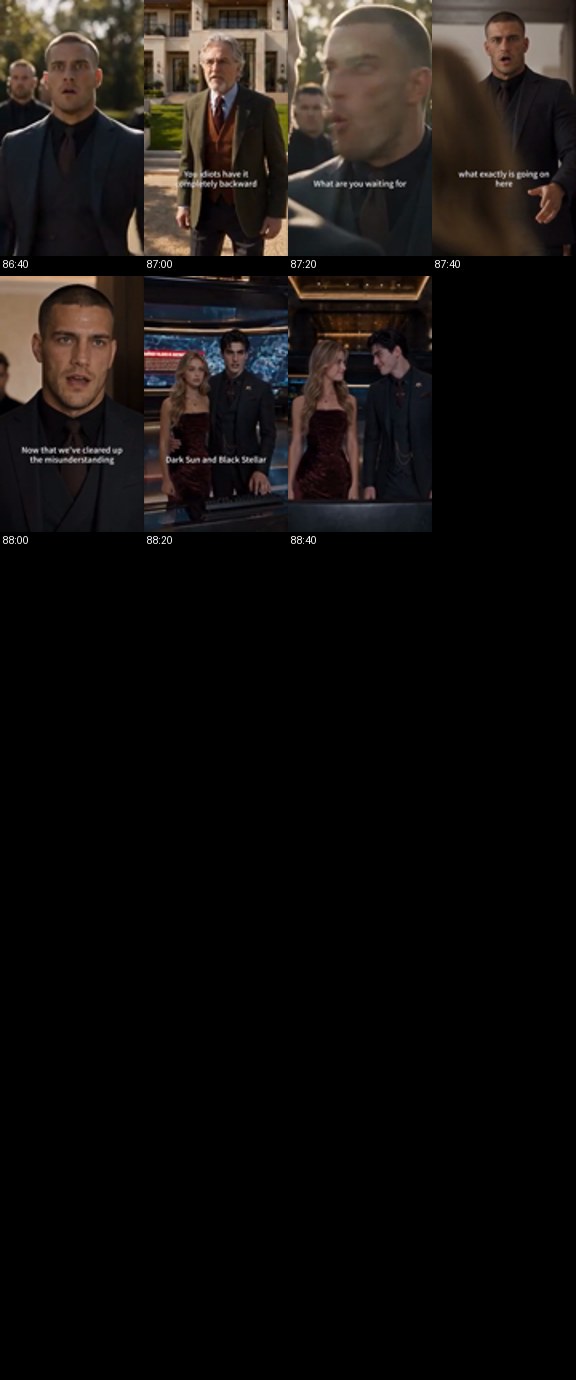 86:40
87:00
87:20
87:40
You idiots have it
completely backward
What are you waiting for
what exactly is going on
here
88:00
88:20
88:40
Now that we've cleared up
the misunderstanding
Dark Sun and Black Stellar